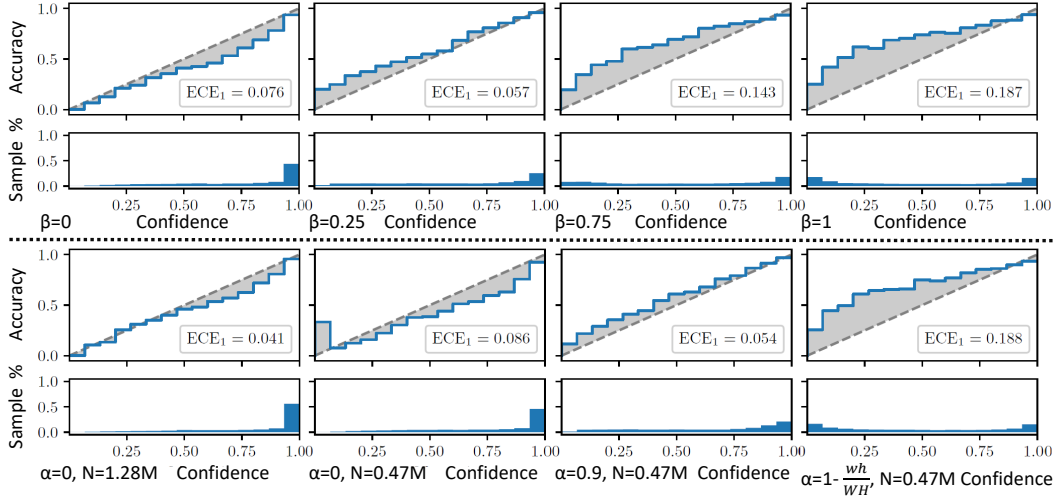 Accuracy
1.0
0.5
0.0
ECE₁ = 0.076
ECE₁ = 0.057
ECE₁ = 0.143
ECE₁ = 0.187
Sample %
1.0
0.5
0.0
0.25 0.50 0.75 1.00 0.25 0.50 0.75 1.00 0.25 0.50 0.75 1.00 0.25 0.50 0.75 1.00
β=0 Confidence β=0.25 Confidence β=0.75 Confidence β=1 Confidence
Accuracy
1.0
0.5
0.0
ECE₁ = 0.041
ECE₁ = 0.086
ECE₁ = 0.054
ECE₁ = 0.188
Sample %
1.0
0.5
0.0
0.00 0.25 0.50 0.75 1.00 0.25 0.50 0.75 1.00 0.25 0.50 0.75 1.00 0.25 0.50 0.75 1.00
α=0, N=1.28M Confidence α=0, N=0.47M Confidence α=0.9, N=0.47M Confidence α=1- wh/WH, N=0.47M Confidence